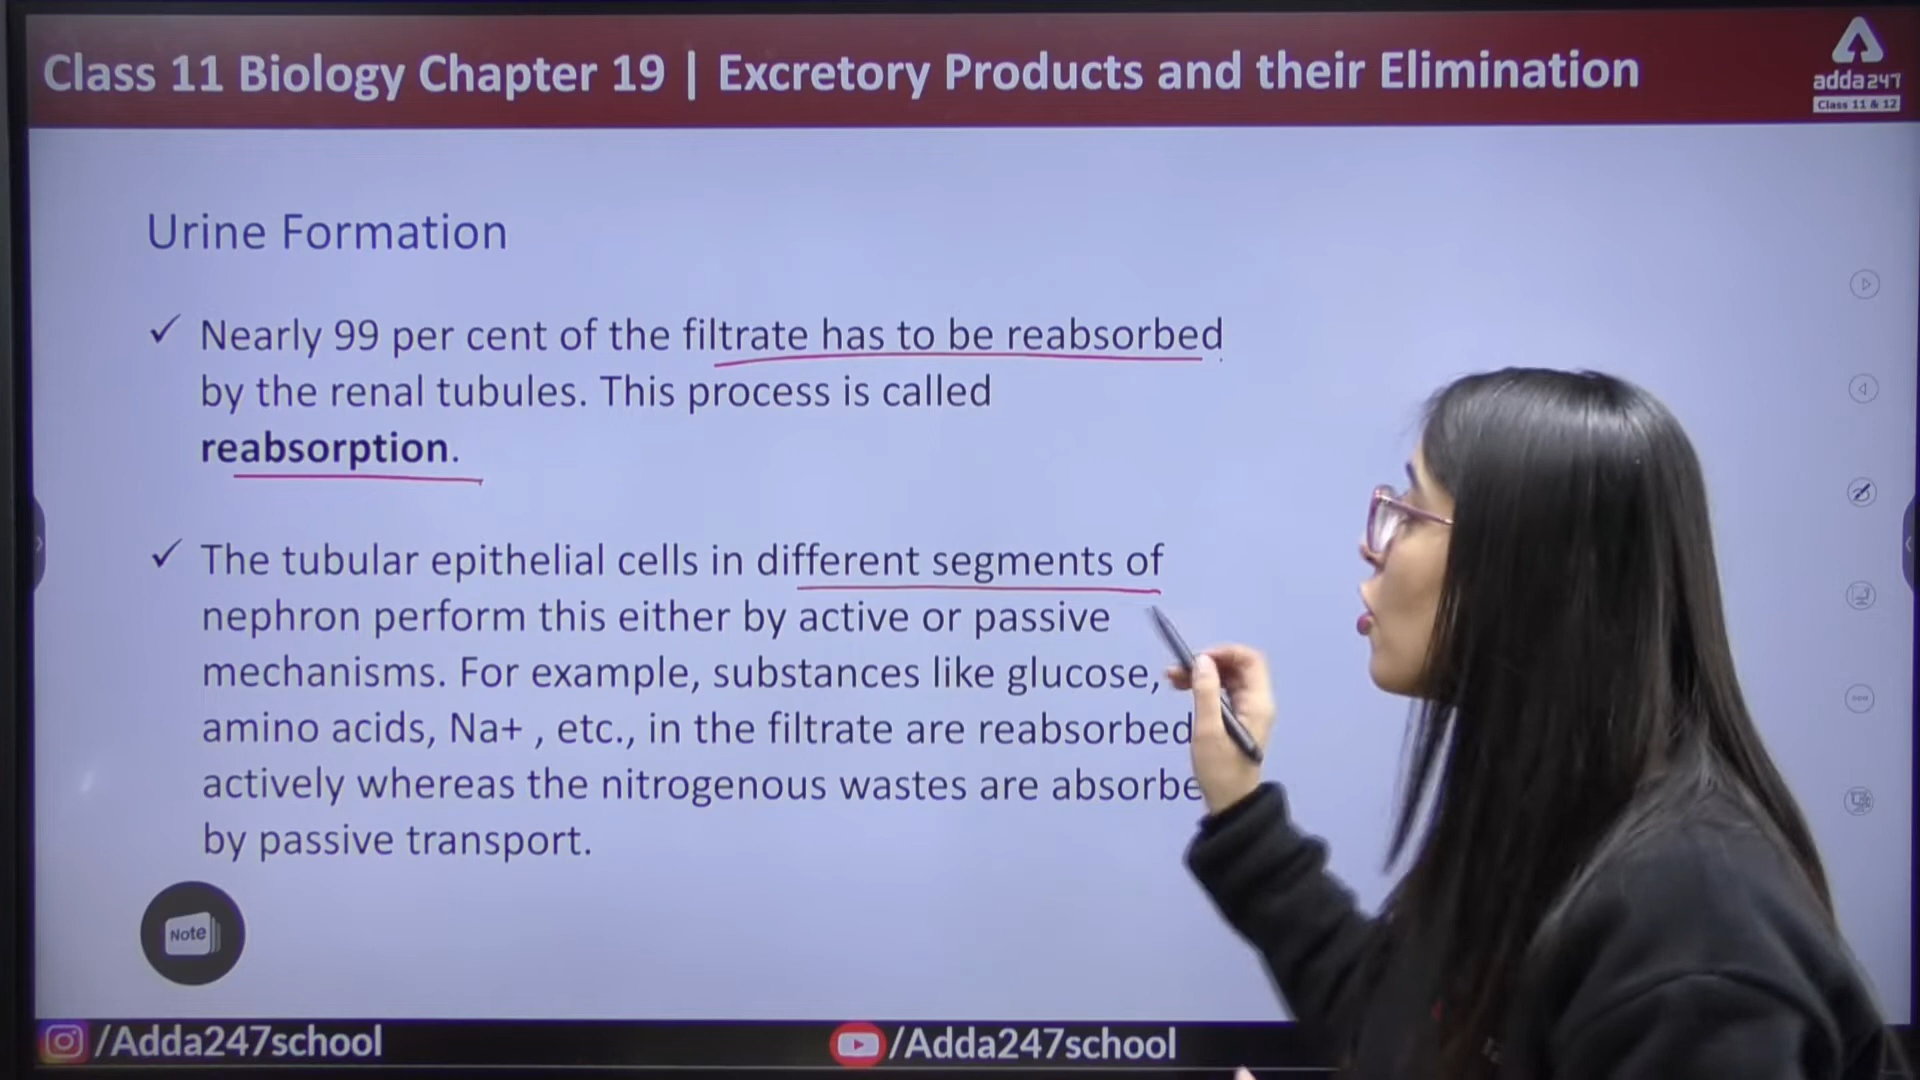 Class 11 Biology Chapter 19 | Excretory Products and their Elimination
adda247
Class 11 & 12
Urine Formation
✓ Nearly 99 per cent of the filtrate has to be reabsorbed
by the renal tubules. This process is called
reabsorption.
✓ The tubular epithelial cells in different segments of
nephron perform this either by active or passive
mechanisms. For example, substances like glucose,
amino acids, Na+ , etc., in the filtrate are reabsorbed
actively whereas the nitrogenous wastes are absorbe
by passive transport.
Note
/Adda247school
/Adda247school